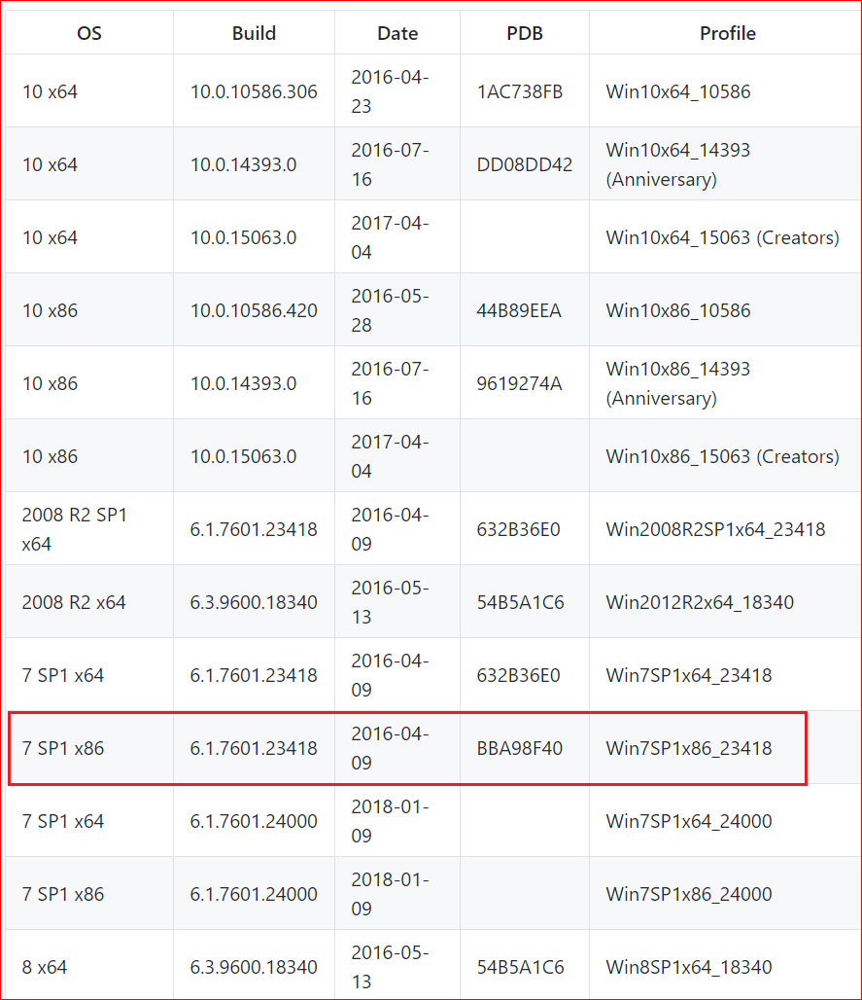 OS Build Date PDB Profile
10 x64 10.0.10586.306 2016-04-23 1AC738FB Win10x64_10586
10 x64 10.0.14393.0 2016-07-16 DD08DD42 Win10x64_14393 (Anniversary)
10 x64 10.0.15063.0 2017-04-04 Win10x64_15063 (Creators)
10 x86 10.0.10586.420 2016-05-28 44B89EEA Win10x86_10586
10 x86 10.0.14393.0 2016-07-16 9619274A Win10x86_14393 (Anniversary)
10 x86 10.0.15063.0 2017-04-04 Win10x86_15063 (Creators)
2008 R2 SP1 x64 6.1.7601.23418 2016-04-09 632B36E0 Win2008R2SP1x64_23418
2008 R2 x64 6.3.9600.18340 2016-05-13 54B5A1C6 Win2012R2x64_18340
7 SP1 x64 6.1.7601.23418 2016-04-09 632B36E0 Win7SP1x64_23418
7 SP1 x86 6.1.7601.23418 2016-04-09 BBA98F40 Win7SP1x86_23418
7 SP1 x64 6.1.7601.24000 2018-01-09 Win7SP1x64_24000
7 SP1 x86 6.1.7601.24000 2018-01-09 Win7SP1x86_24000
8 x64 6.3.9600.18340 2016-05-13 54B5A1C6 Win8SP1x64_18340